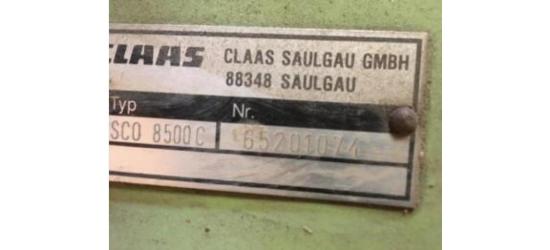 CLAAS
CLAAS SAULGAU GMBH
88348 SAULGAU
Typ Nr.
SCO 8500C 65201074